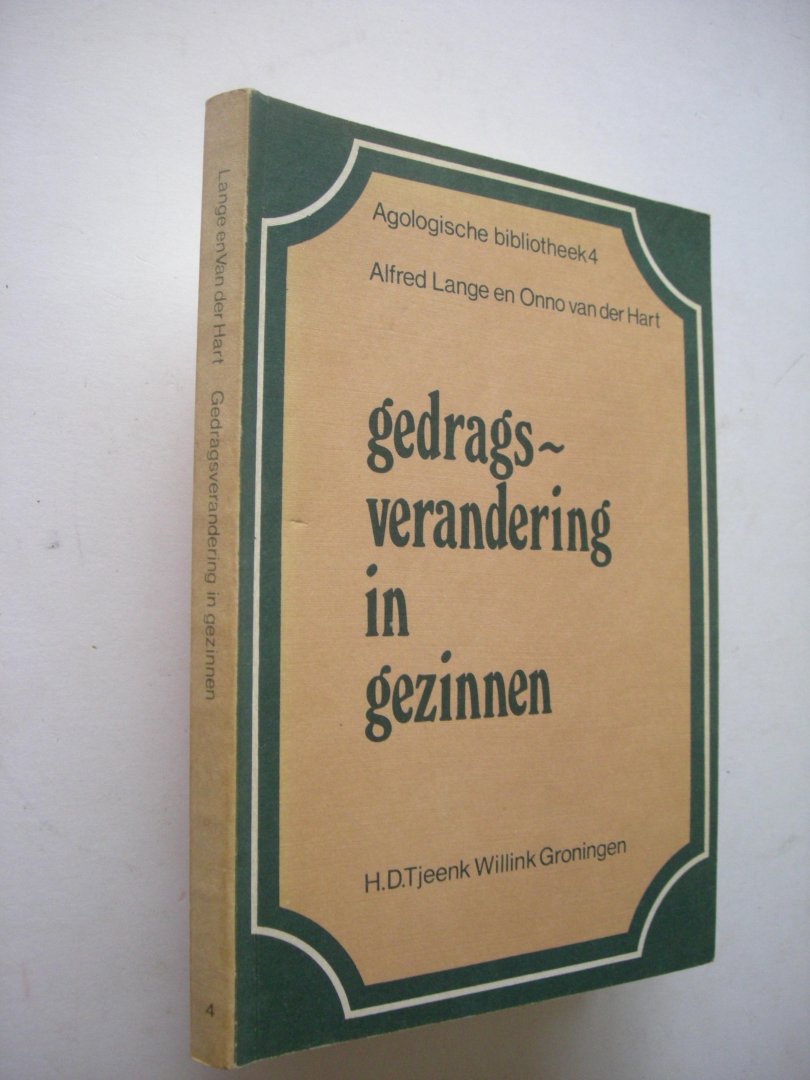 Lange en Van der Hart Gedragsverandering in gezinnen
4
Agologische bibliotheek 4
Alfred Lange en Onno van der Hart
gedrags~
verandering
in
gezinnen
H.D.Tjeenk Willink Groningen